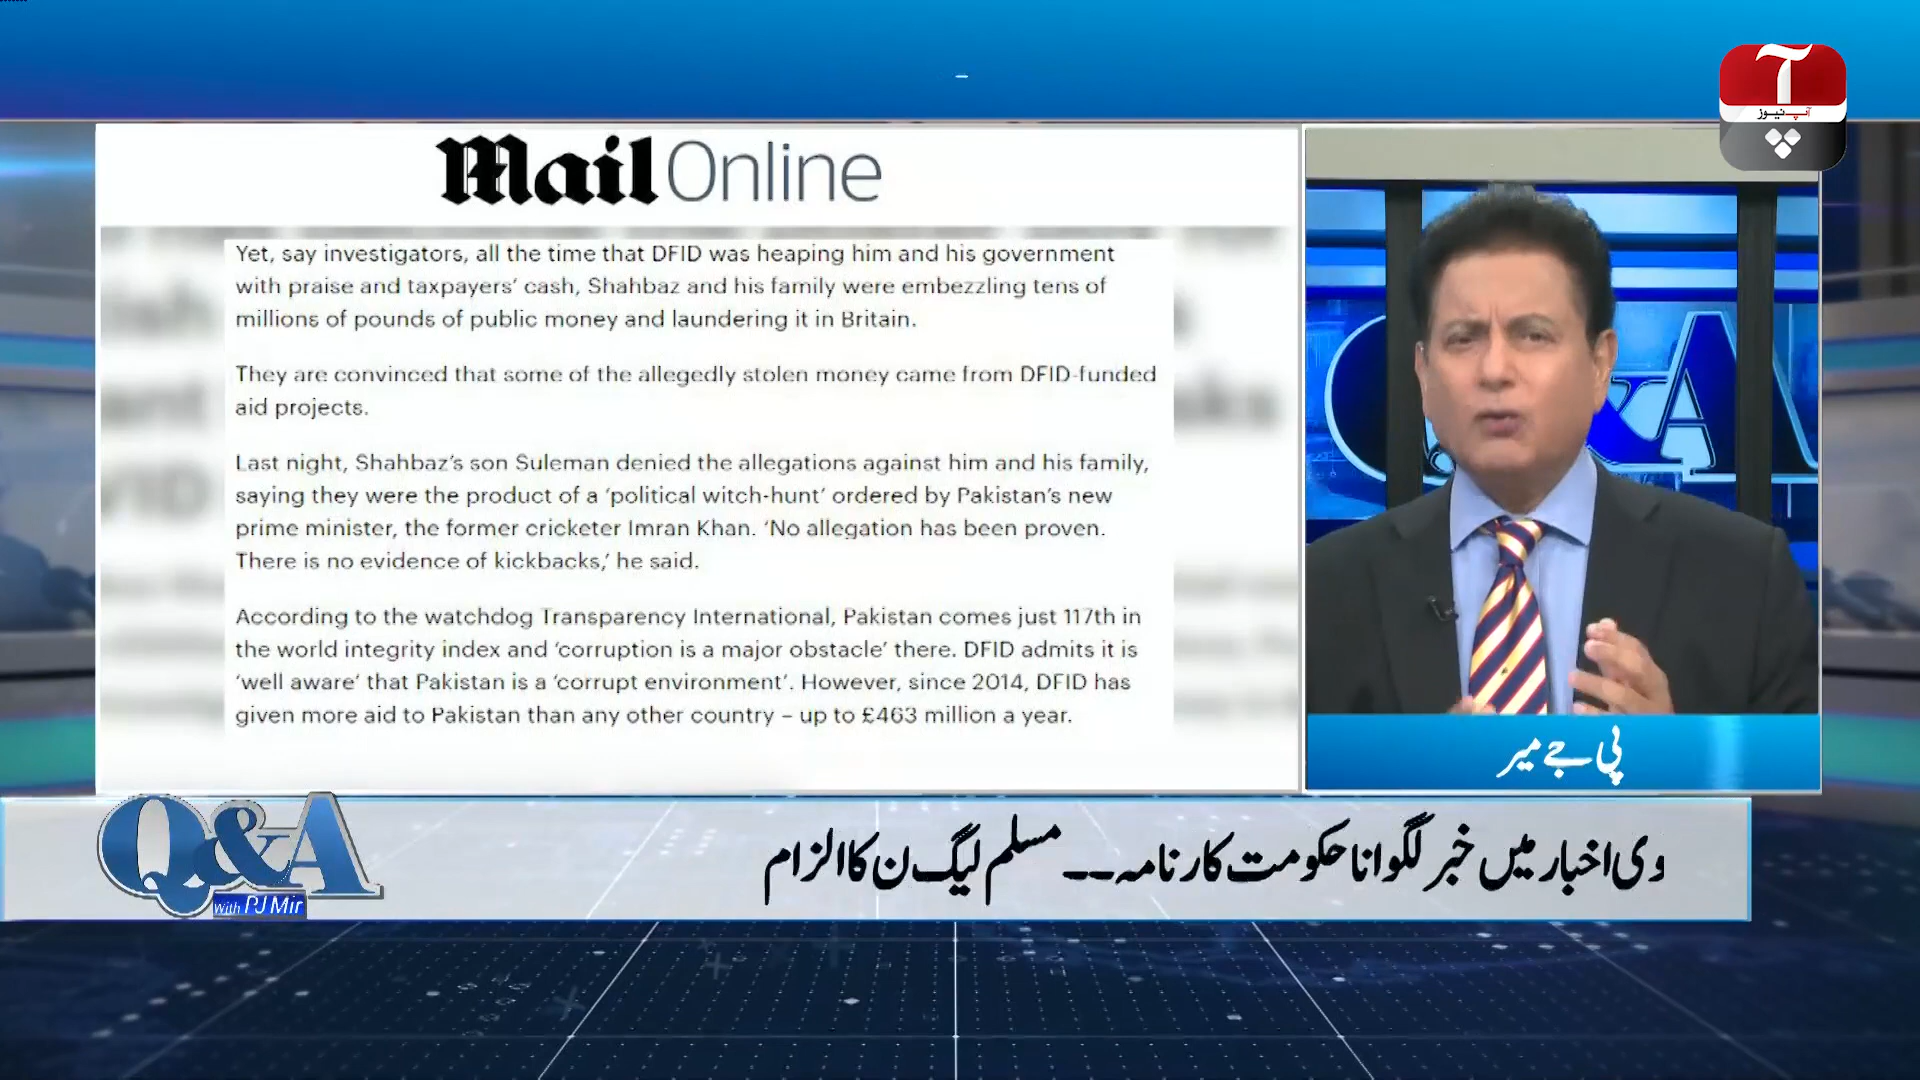 آپ نیوز
Mail Online
Yet, say investigators, all the time that DFID was heaping him and his government
with praise and taxpayers’ cash, Shahbaz and his family were embezzling tens of
millions of pounds of public money and laundering it in Britain.
They are convinced that some of the allegedly stolen money came from DFID-funded
aid projects.
Last night, Shahbaz’s son Suleman denied the allegations against him and his family,
saying they were the product of a ‘political witch-hunt’ ordered by Pakistan’s new
prime minister, the former cricketer Imran Khan. ‘No allegation has been proven.
There is no evidence of kickbacks,’ he said.
According to the watchdog Transparency International, Pakistan comes just 117th in
the world integrity index and ‘corruption is a major obstacle’ there. DFID admits it is
‘well aware’ that Pakistan is a ‘corrupt environment’. However, since 2014, DFID has
given more aid to Pakistan than any other country – up to £463 million a year.
Q&A
پی جے میر
Q&A
With PJ Mir
وی اخبار میں خبر لگوانا حکومت کارنامہ ۔۔۔ مسلم لیگ ن کا الزام